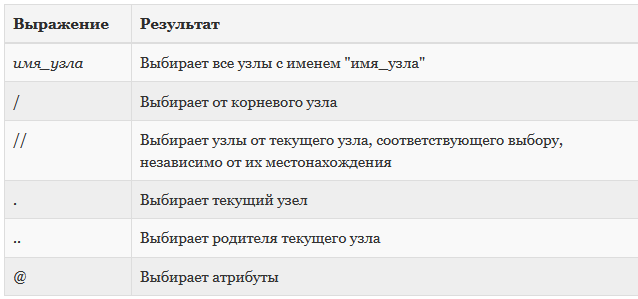 Выражение Результат
имя_узла Выбирает все узлы с именем "имя_узла"
/ Выбирает от корневого узла
// Выбирает узлы от текущего узла, соответствующего выбору,
независимо от их местонахождения
. Выбирает текущий узел
.. Выбирает родителя текущего узла
@ Выбирает атрибуты